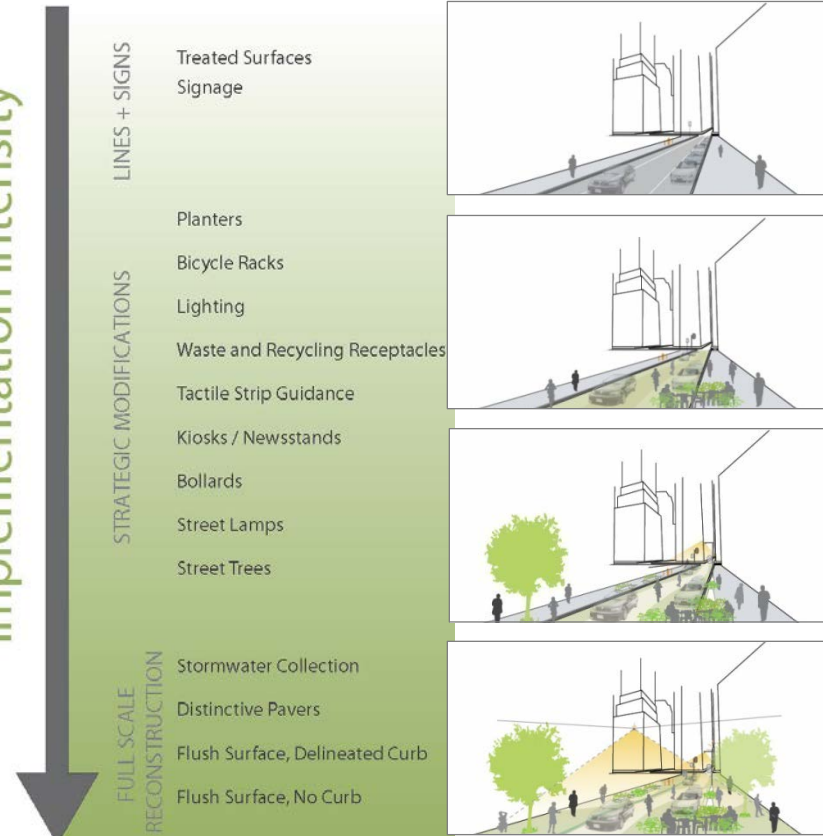 Implementation Intensity
LINES + SIGNS
Treated Surfaces
Signage
STRATEGIC MODIFICATIONS
Planters
Bicycle Racks
Lighting
Waste and Recycling Receptacles
Tactile Strip Guidance
Kiosks / Newsstands
Bollards
Street Lamps
Street Trees
FULL SCALE
RECONSTRUCTION
Stormwater Collection
Distinctive Pavers
Flush Surface, Delineated Curb
Flush Surface, No Curb